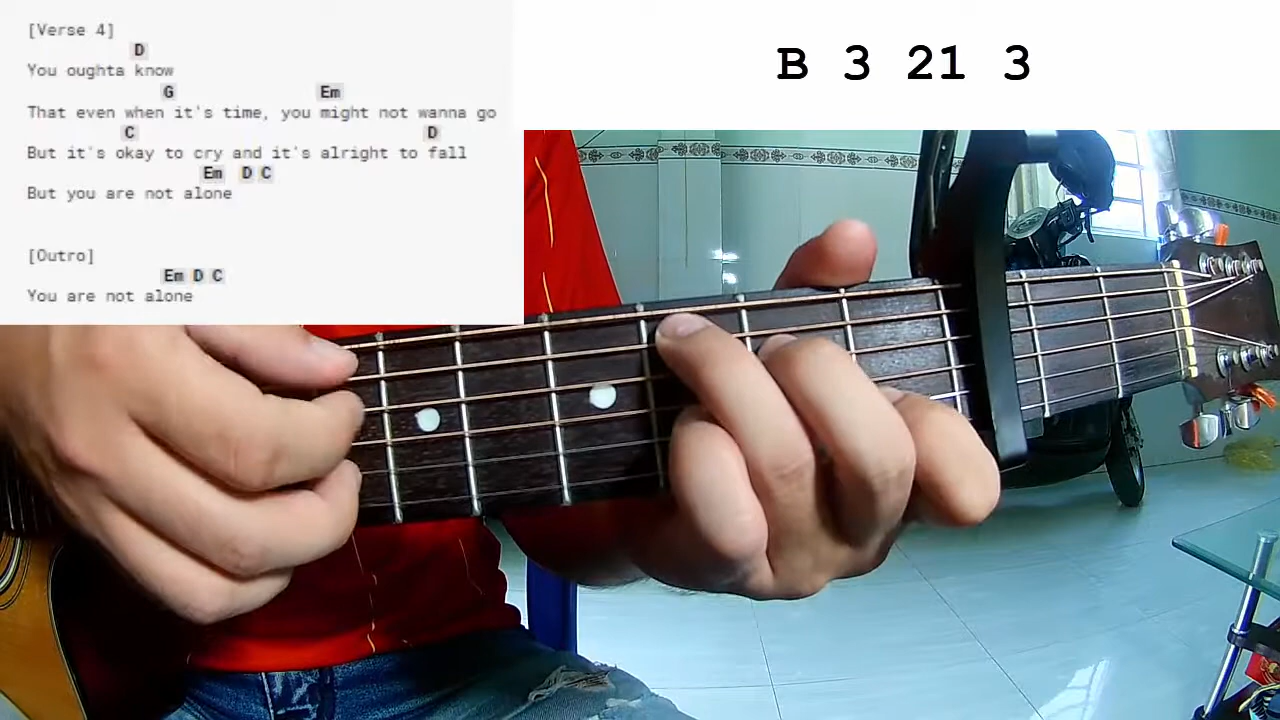 [Verse 4]
D
You oughta know
G Em
That even when it's time, you might not wanna go
C D
But it's okay to cry and it's alright to fall
Em D C
But you are not alone
[Outro]
Em D C
You are not alone
B 3 21 3